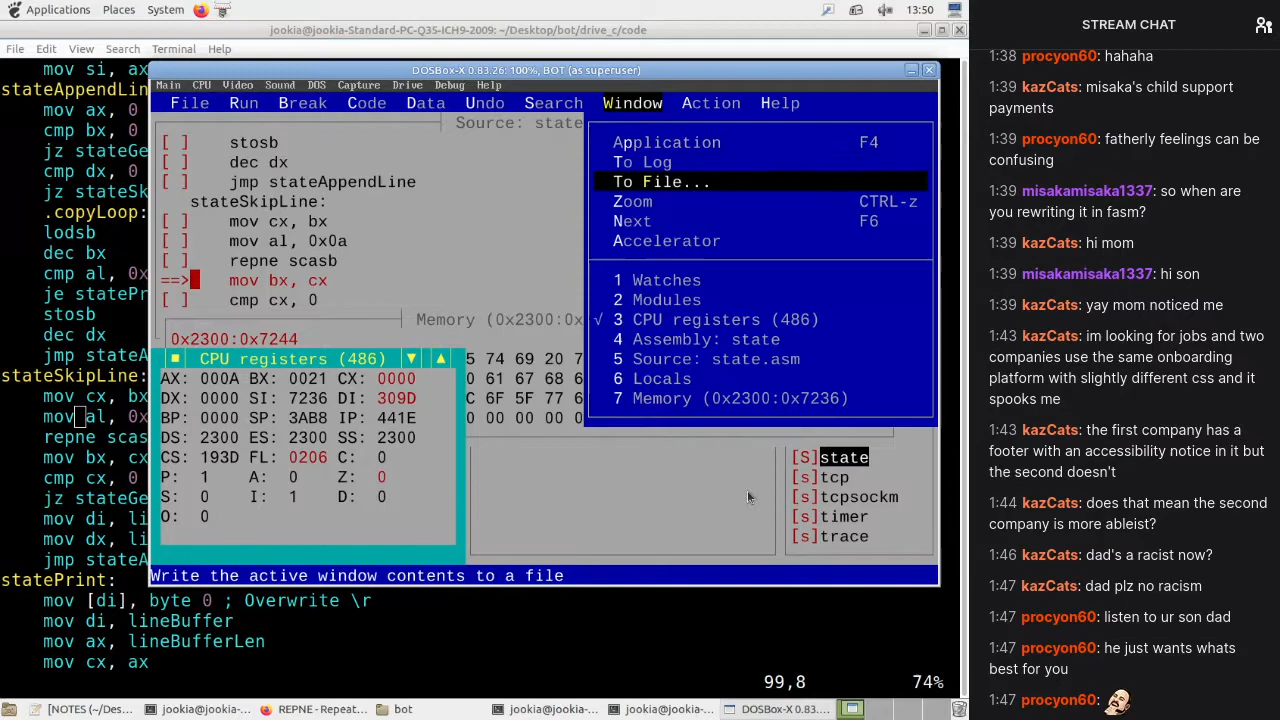 Applications Places System 13:50
jookia@jookia-Standard-PC-Q35-ICH9-2009: ~/Desktop/bot/drive_c/code
File Edit View Search Terminal Help
mov si, ax
stateAppendLin
mov ax, 0
cmp bx, 0
jz stateGe
cmp dx, 0
jz stateSk
.copyLoop:
lodsb
dec bx
cmp al, 0x
je statePr
stosb
dec dx
jmp stateA
stateSkipLine:
mov cx, bx
mov al, 0x
repne scas
mov bx, cx
cmp cx, 0
jz stateGe
mov di, li
mov dx, li
jmp stateA
statePrint:
mov [di], byte 0 ; Overwrite \r
mov di, lineBuffer
mov ax, lineBufferLen
mov cx, ax
99,8 74%
DOSBox-X 0.83.26: 100%, BOT (as superuser)
Main CPU Video Sound DOS Capture Drive Debug Help
File Run Break Code Data Undo Search Window Action Help
Source: state
[ ] stosb
[ ] dec dx
[ ] jmp stateAppendLine
stateSkipLine:
[ ] mov cx, bx
[ ] mov al, 0x0a
[ ] repne scasb
==> mov bx, cx
[ ] cmp cx, 0
Memory (0x2300:0x
0x2300:0x7244
5 74 69 20 7
0 61 67 68 6
C 6F 5F 77 6
0 00 00 00 0
CPU registers (486)
AX: 000A BX: 0021 CX: 0000
DX: 0000 SI: 7236 DI: 309D
BP: 0000 SP: 3AB8 IP: 441E
DS: 2300 ES: 2300 SS: 2300
CS: 193D FL: 0206 C: 0
P: 1 A: 0 Z: 0
S: 0 I: 1 D: 0
O: 0
Application F4
To Log
To File...
Zoom CTRL-z
Next F6
Accelerator
1 Watches
2 Modules
√ 3 CPU registers (486)
4 Assembly: state
5 Source: state.asm
6 Locals
7 Memory (0x2300:0x7236)
[S]state
[s]tcp
[s]tcpsockm
[s]timer
[s]trace
Write the active window contents to a file
[NOTES (~/Des... jookia@jookia-... REPNE - Repeat... bot jookia@jookia-... jookia@jookia-... DOSBox-X 0.83....
STREAM CHAT
1:38 procyon60: hahaha
1:39 kazCats: misaka's child support
payments
1:39 procyon60: fatherly feelings can be
confusing
1:39 misakamisaka1337: so when are
you rewriting it in fasm?
1:39 kazCats: hi mom
1:39 misakamisaka1337: hi son
1:39 kazCats: yay mom noticed me
1:43 kazCats: im looking for jobs and two
companies use the same onboarding
platform with slightly different css and it
spooks me
1:43 kazCats: the first company has a
footer with an accessibility notice in it but
the second doesn't
1:44 kazCats: does that mean the second
company is more ableist?
1:46 kazCats: dad's a racist now?
1:47 kazCats: dad plz no racism
1:47 procyon60: listen to ur son dad
1:47 procyon60: he just wants whats
best for you
1:47 procyon60: